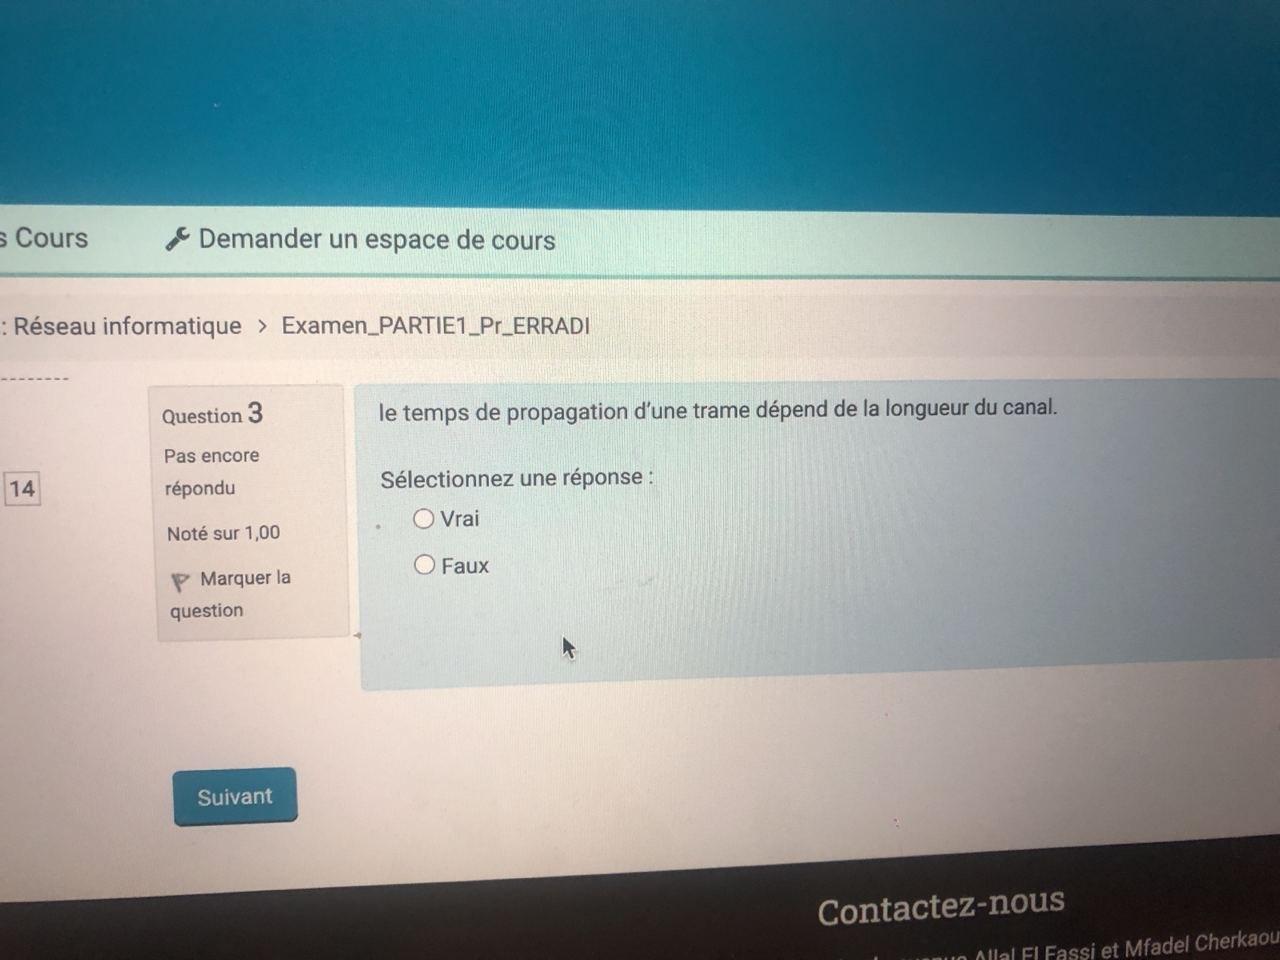 s Cours
Demander un espace de cours
: Réseau informatique > Examen_PARTIE1_Pr_ERRADI
14
Question 3
Pas encore
répondu
Noté sur 1,00
Marquer la
question
le temps de propagation d'une trame dépend de la longueur du canal.
Sélectionnez une réponse :
Vrai
Faux
Suivant
Contactez-nous
Allal El Fassi et Mfadel Cherkaou